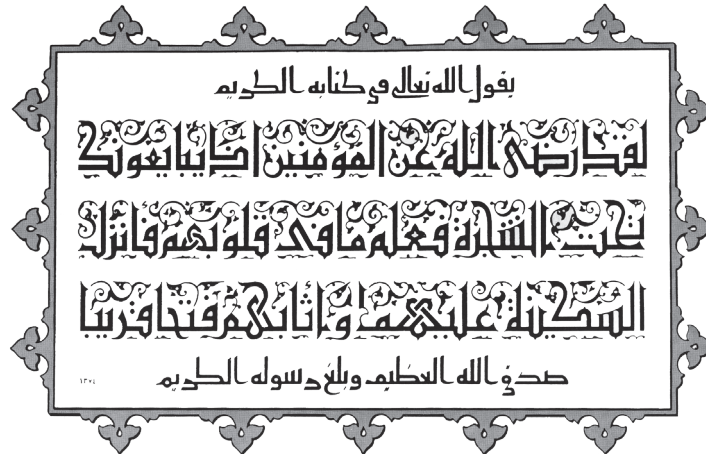 يقول الله تعالى في كتابه الكريم
لقد رضي الله عن المؤمنين إذ يبايعونك
تحت الشجرة فعلم ما في قلوبهم فأنزل
السكينة عليهم وأثابهم فتحا قريبا
صدق الله العظيم وبلغ رسوله الكريم
١٣٧٤